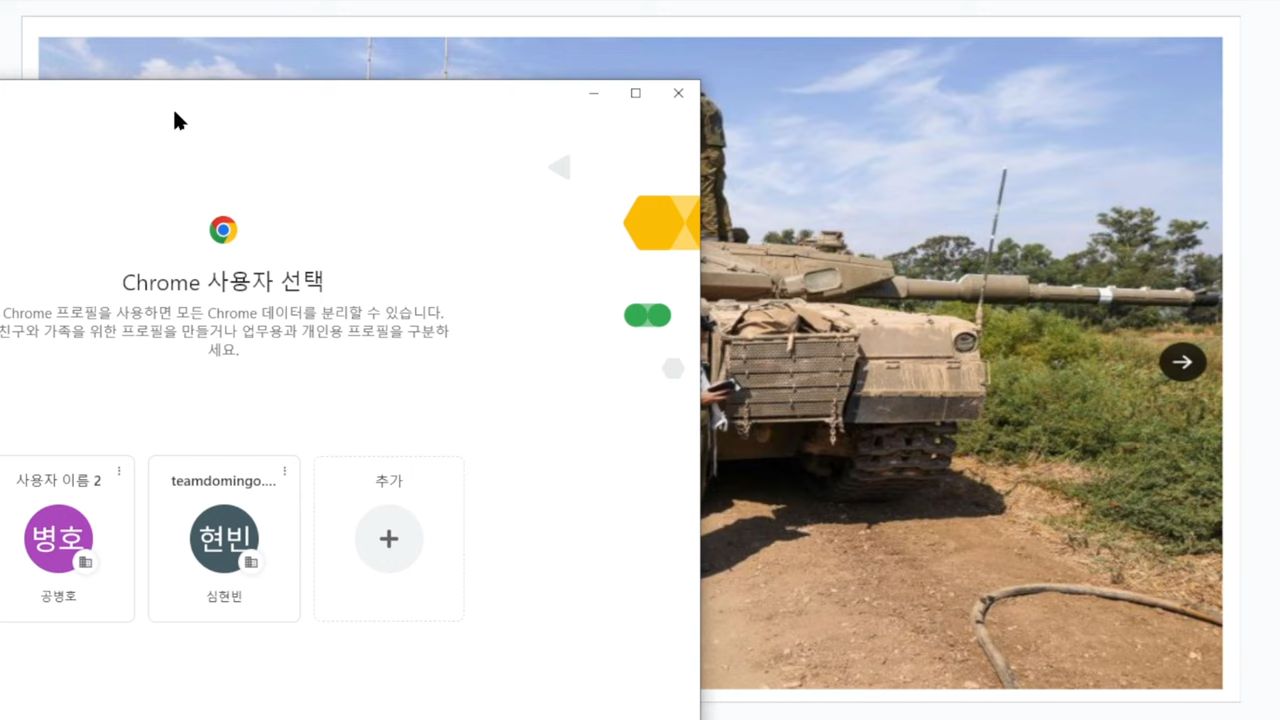 Chrome 사용자 선택
Chrome 프로필을 사용하면 모든 Chrome 데이터를 분리할 수 있습니다.
친구와 가족을 위한 프로필을 만들거나 업무용과 개인용 프로필을 구분하
세요.
사용자 이름 2
teamdomingo....
추가
병호
현빈
공병호
심현빈